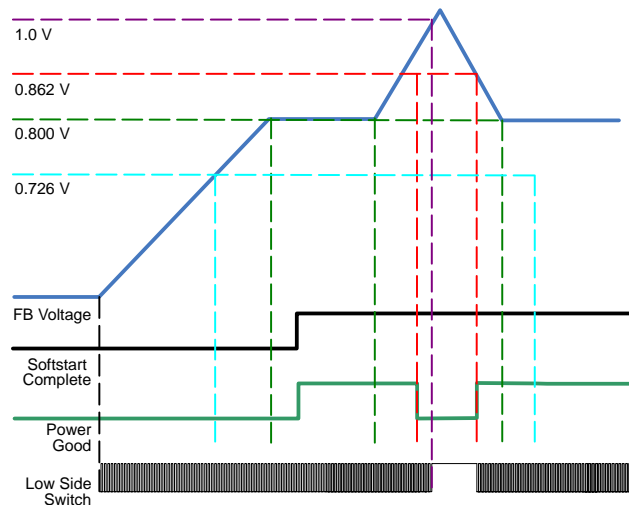 1.0 V
0.862 V
0.800 V
0.726 V
FB Voltage
Softstart
Complete
Power
Good
Low Side
Switch